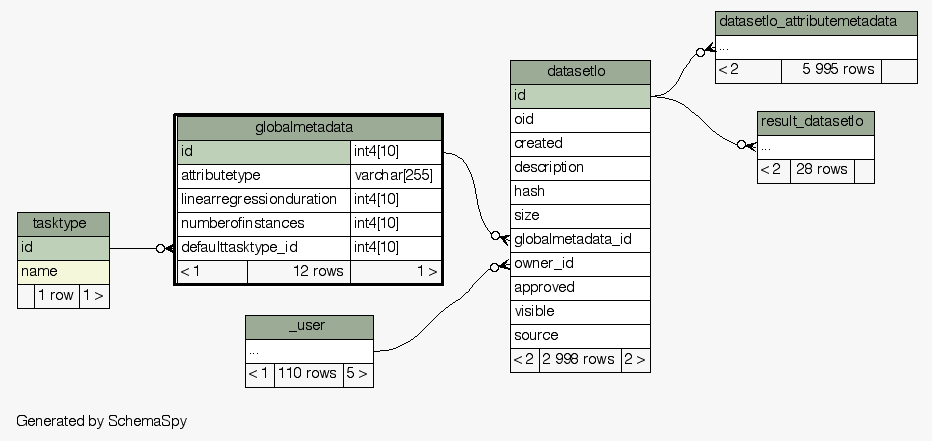 datasetlo_attributemetadata
...
< 2 5 995 rows
datasetlo
id
oid
created
description
hash
size
globalmetadata_id
owner_id
approved
visible
source
< 2 2 998 rows 2 >
result_datasetlo
...
< 2 28 rows
globalmetadata
id int4[10]
attributetype varchar[255]
linearregressionduration int4[10]
numberofinstances int4[10]
defaulttasktype_id int4[10]
< 1 12 rows 1 >
tasktype
id
name
1 row 1 >
_user
...
< 1 110 rows 5 >
Generated by SchemaSpy